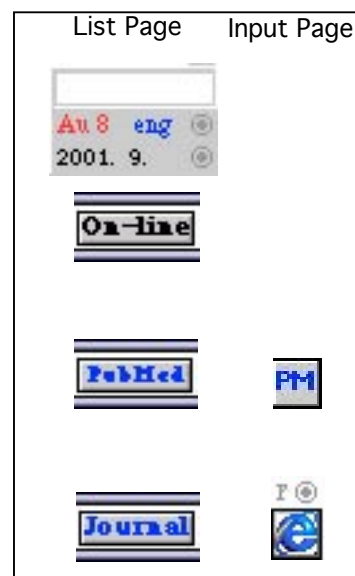 List Page Input Page
Au 8 eng
2001. 9.
On-line
PubMed PM
F
Journal